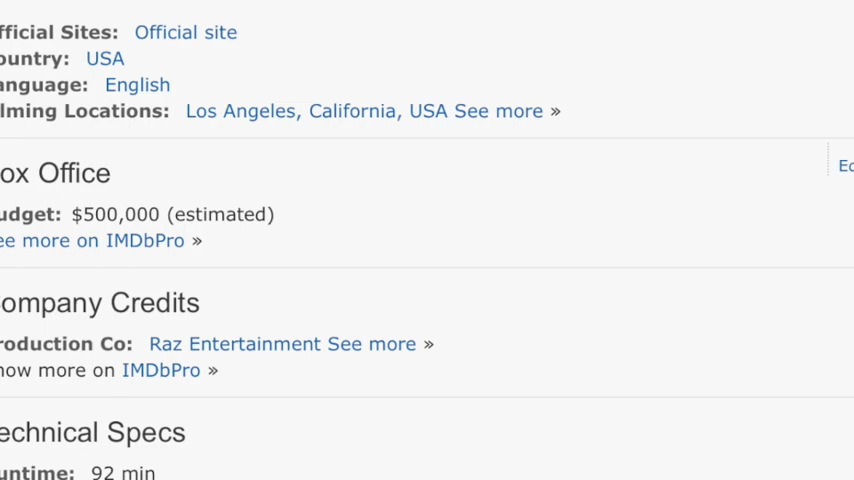 fficial Sites: Official site
ountry: USA
anguage: English
lming Locations: Los Angeles, California, USA See more »
ox Office
Ed
udget: $500,000 (estimated)
ee more on IMDbPro »
ompany Credits
roduction Co: Raz Entertainment See more »
how more on IMDbPro »
echnical Specs
untime: 92 min